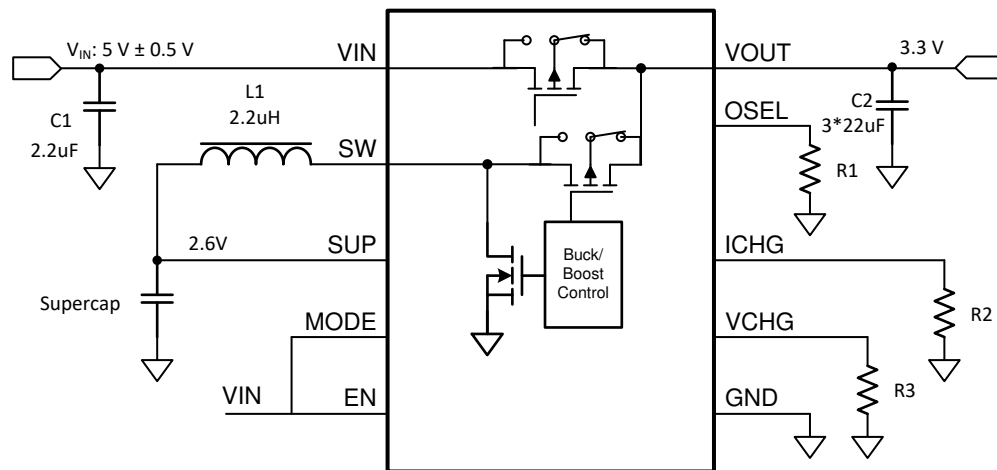 VIN: 5 V ± 0.5 V
VIN
VOUT
3.3 V
C1
2.2uF
L1
2.2uH
OSEL
C2
3*22uF
SW
R1
2.6V
SUP
ICHG
Buck/
Boost
Control
Supercap
MODE
VCHG
R2
VIN
EN
GND
R3